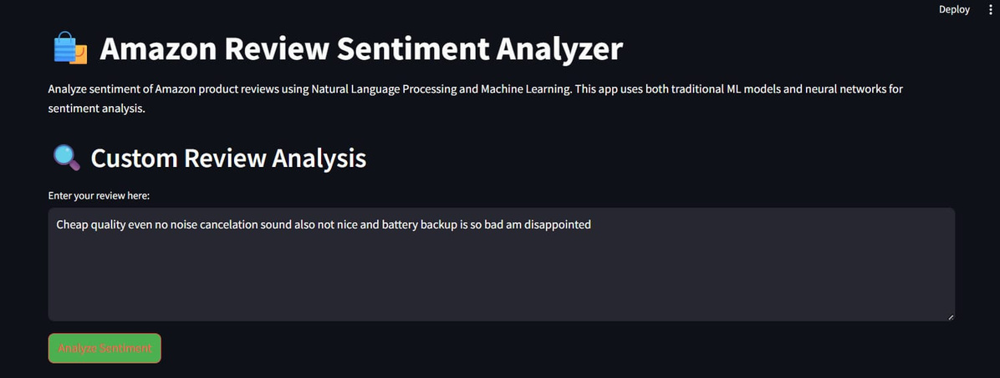 Deploy
Amazon Review Sentiment Analyzer
Analyze sentiment of Amazon product reviews using Natural Language Processing and Machine Learning. This app uses both traditional ML models and neural networks for
sentiment analysis.
Custom Review Analysis
Enter your review here:
Cheap quality even no noise cancelation sound also not nice and battery backup is so bad am disappointed
Analyze Sentiment